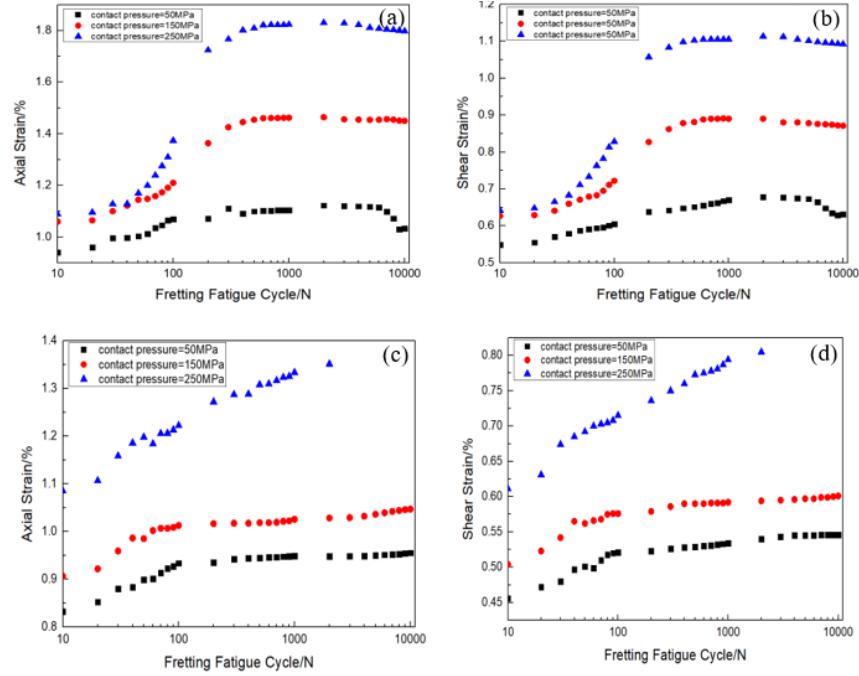 (a)
contact pressure=50MPa
contact pressure=150MPa
contact pressure=250MPa
1.8
1.6
1.4
1.2
1.0
Axial Strain/%
10
100
1000
10000
Fretting Fatigue Cycle/N
(b)
contact pressure=50MPa
contact pressure=50MPa
contact pressure=50MPa
1.2
1.1
1.0
0.9
0.8
0.7
0.6
0.5
Shear Strain/%
10
100
1000
10000
Fretting Fatigue Cycle/N
(c)
contact pressure=50MPa
contact pressure=150MPa
contact pressure=250MPa
1.4
1.3
1.2
1.1
1.0
0.9
0.8
Axial Strain/%
10
100
1000
10000
Fretting Fatigue Cycle/N
(d)
contact pressure=50MPa
contact pressure=150MPa
contact pressure=250MPa
0.80
0.75
0.70
0.65
0.60
0.55
0.50
0.45
Shear Strain/%
10
100
1000
10000
Fretting Fatigue Cycle/N